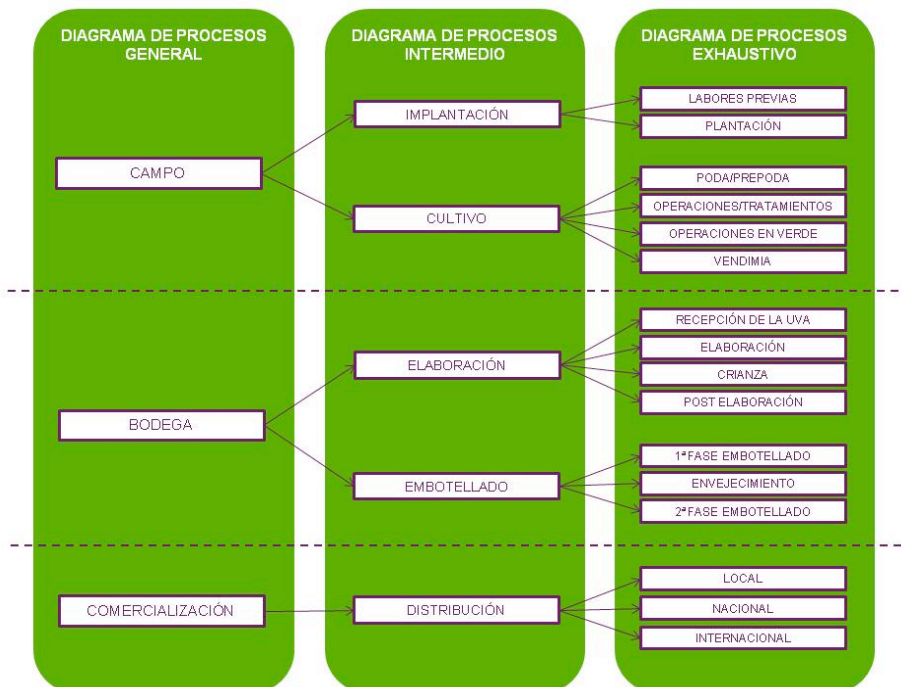 DIAGRAMA DE PROCESOS
GENERAL
DIAGRAMA DE PROCESOS
INTERMEDIO
DIAGRAMA DE PROCESOS
EXHAUSTIVO
CAMPO
IMPLANTACIÓN
CULTIVO
LABORES PREVIAS
PLANTACIÓN
PODA/PREPODA
OPERACIONES/TRATAMIENTOS
OPERACIONES EN VERDE
VENDIMIA
BODEGA
ELABORACIÓN
EMBOTELLADO
RECEPCIÓN DE LA UVA
ELABORACIÓN
CRIANZA
POST ELABORACIÓN
1ª FASE EMBOTELLADO
ENVEJECIMIENTO
2ª FASE EMBOTELLADO
COMERCIALIZACIÓN
DISTRIBUCIÓN
LOCAL
NACIONAL
INTERNACIONAL